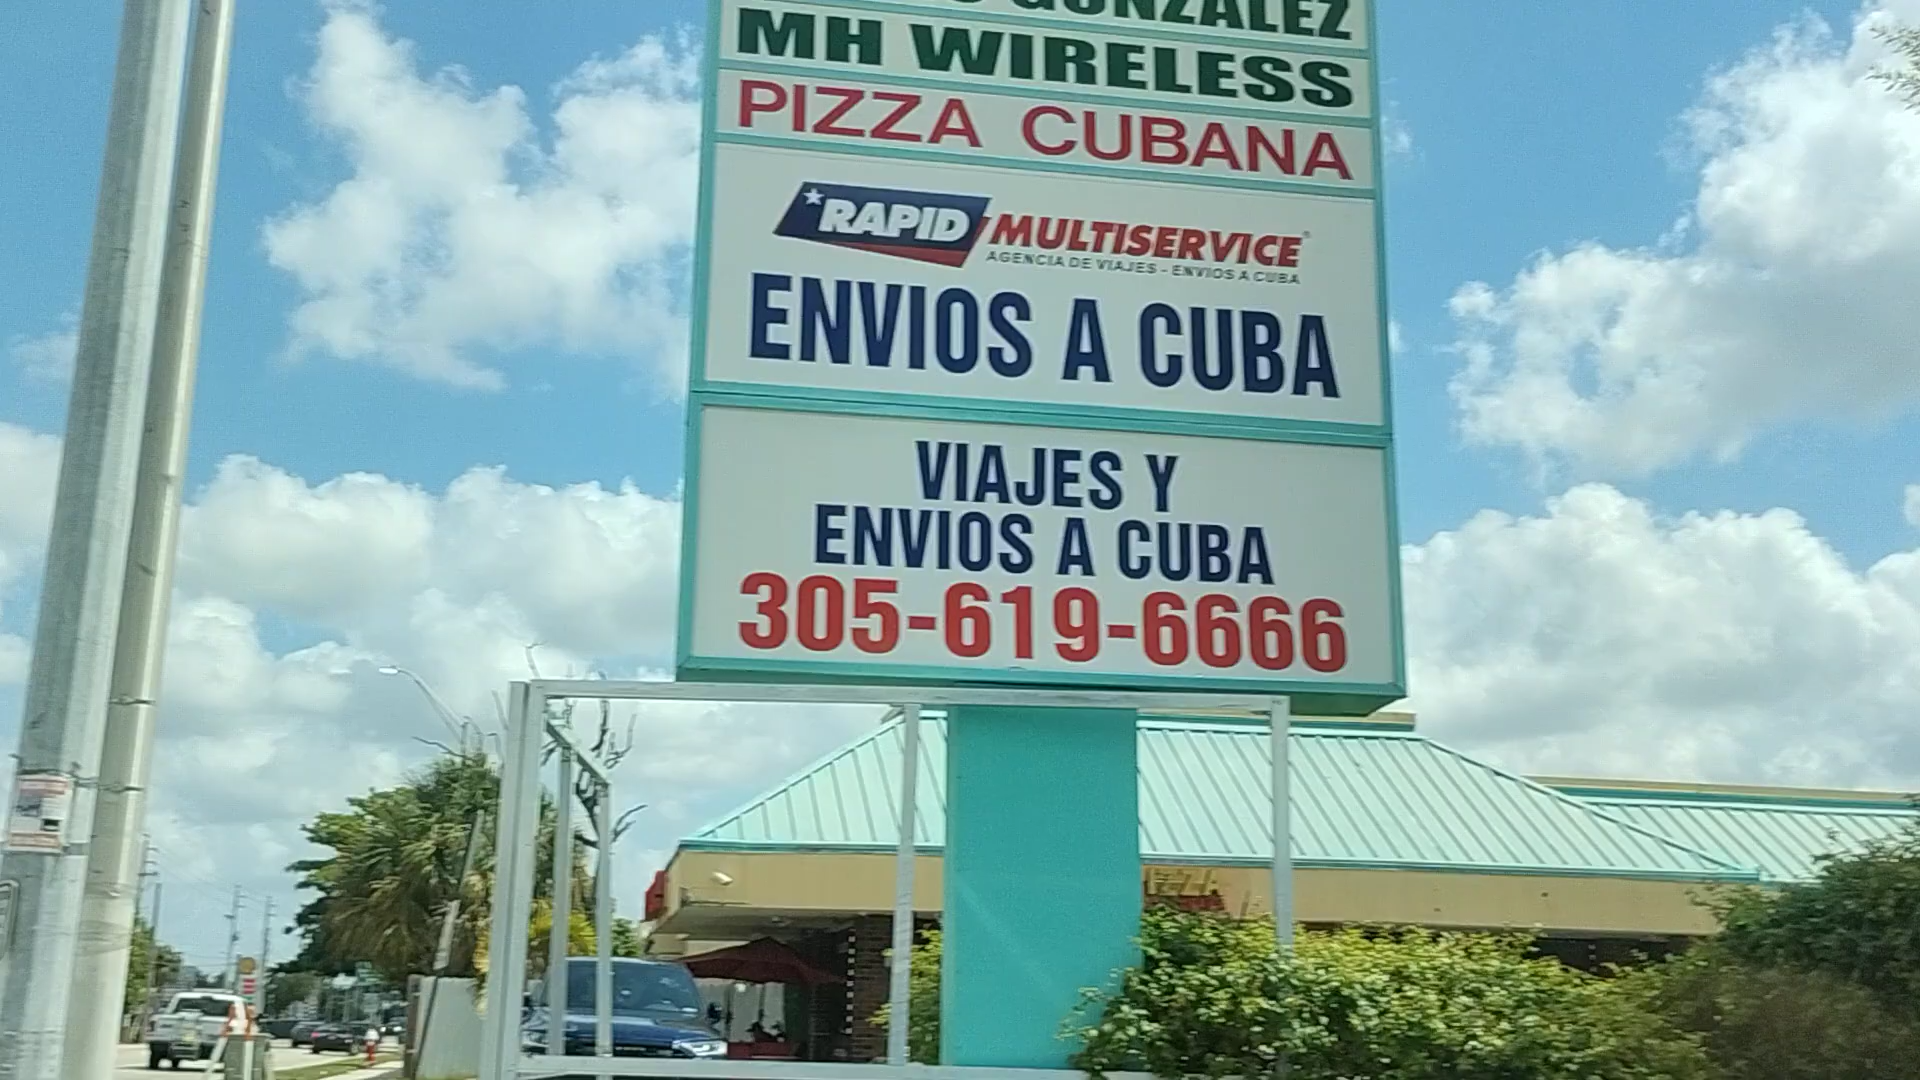 GONZALEZ
MH WIRELESS
PIZZA CUBANA
RAPID MULTISERVICE
AGENCIA DE VIAJES - ENVIOS A CUBA
ENVIOS A CUBA
VIAJES Y
ENVIOS A CUBA
305-619-6666